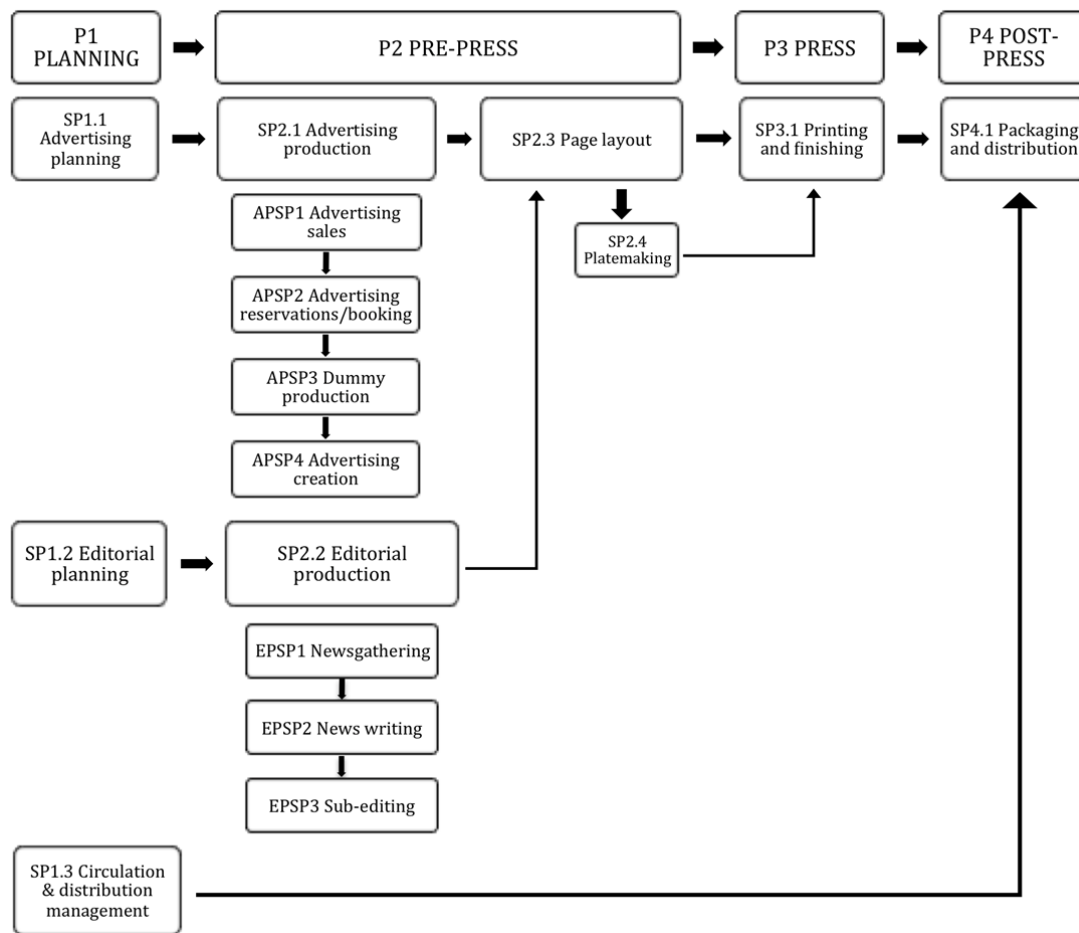 P1
PLANNING
P2 PRE-PRESS
P3 PRESS
P4 POST-
PRESS
SP1.1
Advertising
planning
SP2.1 Advertising
production
SP2.3 Page layout
SP3.1 Printing
and finishing
SP4.1 Packaging
and distribution
APSP1 Advertising
sales
SP2.4
Platemaking
APSP2 Advertising
reservations/booking
APSP3 Dummy
production
APSP4 Advertising
creation
SP1.2 Editorial
planning
SP2.2 Editorial
production
EPSP1 Newsgathering
EPSP2 News writing
EPSP3 Sub-editing
SP1.3 Circulation
& distribution
management